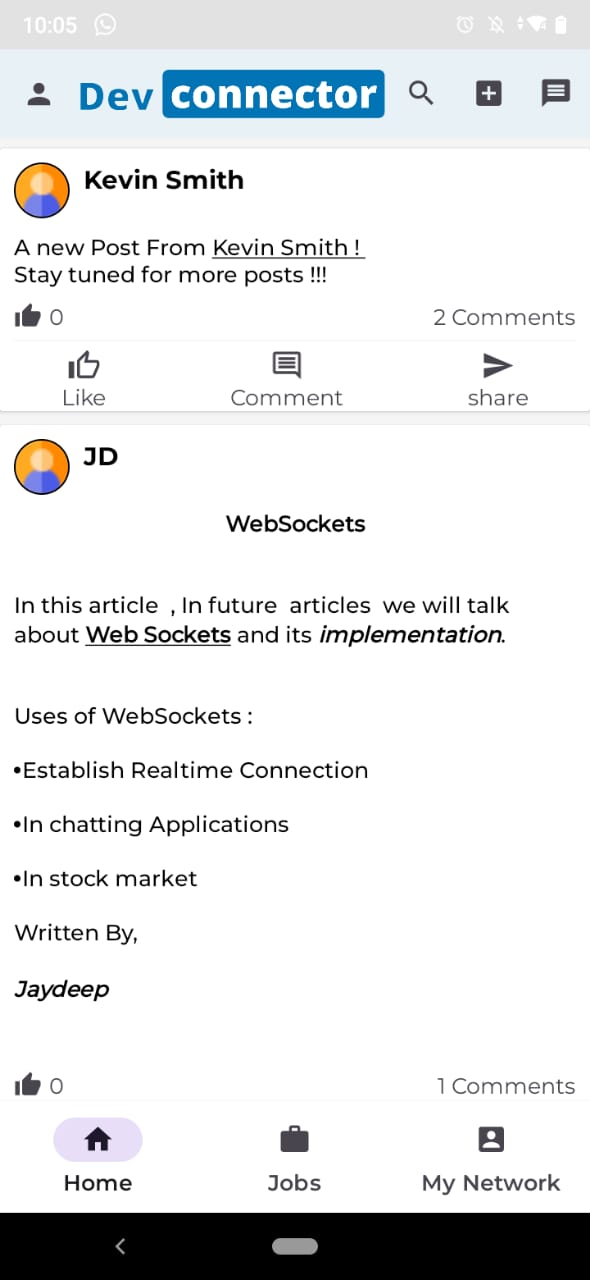 10:05
Dev connector
Kevin Smith
A new Post From Kevin Smith !
Stay tuned for more posts !!!
0
2 Comments
Like
Comment
share
JD
WebSockets
In this article , In future articles we will talk
about Web Sockets and its implementation.
Uses of WebSockets :
•Establish Realtime Connection
•In chatting Applications
•In stock market
Written By,
Jaydeep
0
1 Comments
Home
Jobs
My Network